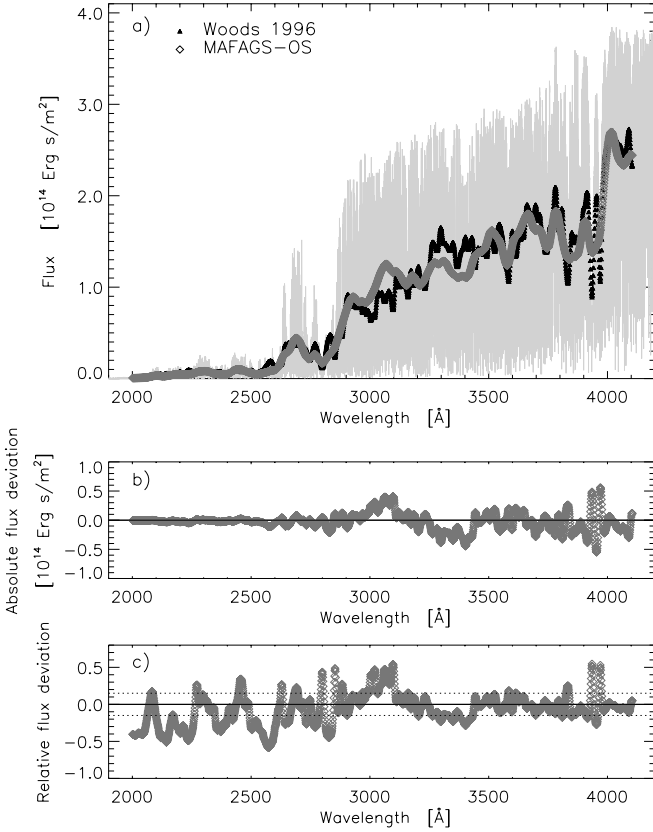 a)
Woods 1996
MAFAGS-OS
4.0
3.0
2.0
1.0
0.0
Flux [10¹⁴ Erg s/m²]
2000 2500 3000 3500 4000
Wavelength [Å]
b)
1.0
0.5
0.0
−0.5
−1.0
Absolute flux deviation
[10¹⁴ Erg s/m²]
2000 2500 3000 3500 4000
Wavelength [Å]
c)
0.5
0.0
−0.5
−1.0
Relative flux deviation
2000 2500 3000 3500 4000
Wavelength [Å]